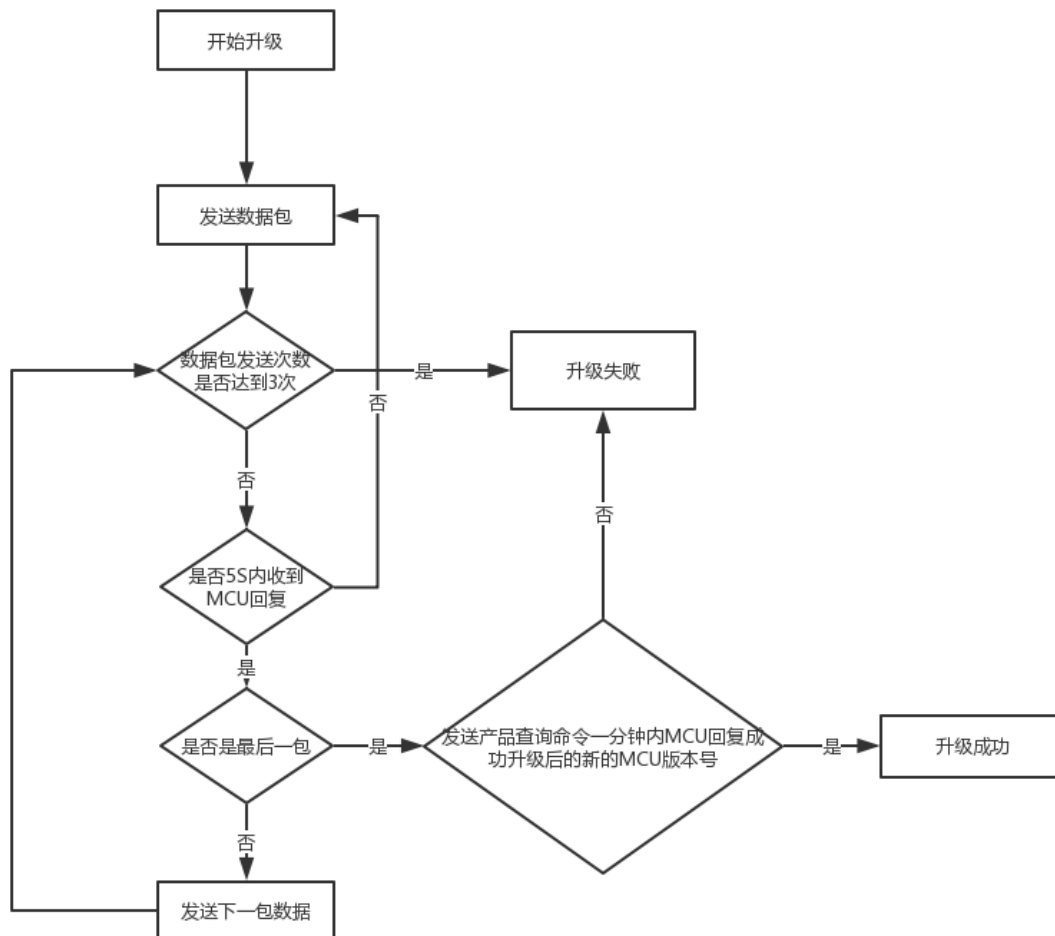 开始升级
发送数据包
数据包发送次数
是否达到3次
是
升级失败
否
否
否
是否5S内收到
MCU回复
是
是否是最后一包
是
发送产品查询命令一分钟内MCU回复成
功升级后的新的MCU版本号
是
升级成功
否
发送下一包数据